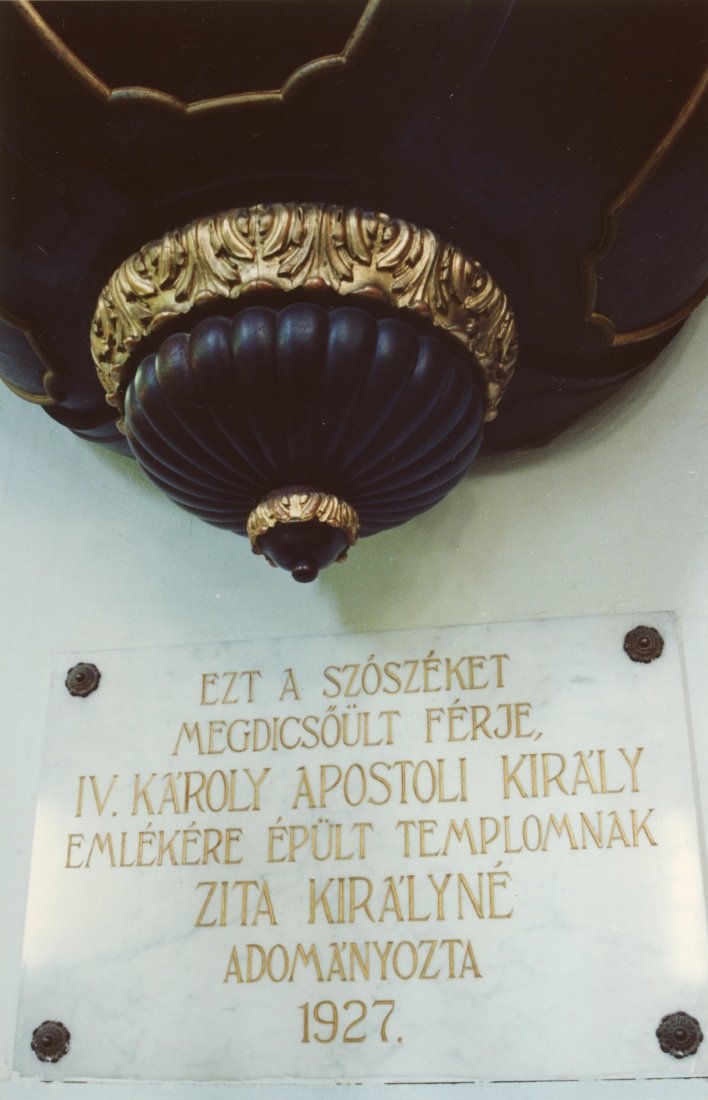 EZT A SZÓSZÉKET
MEGDICSŐÜLT FÉRJE,
IV. KÁROLY APOSTOLI KIRÁLY
EMLÉKÉRE ÉPÜLT TEMPLOMNAK
ZITA KIRÁLYNÉ
ADOMÁNYOZTA
1927.